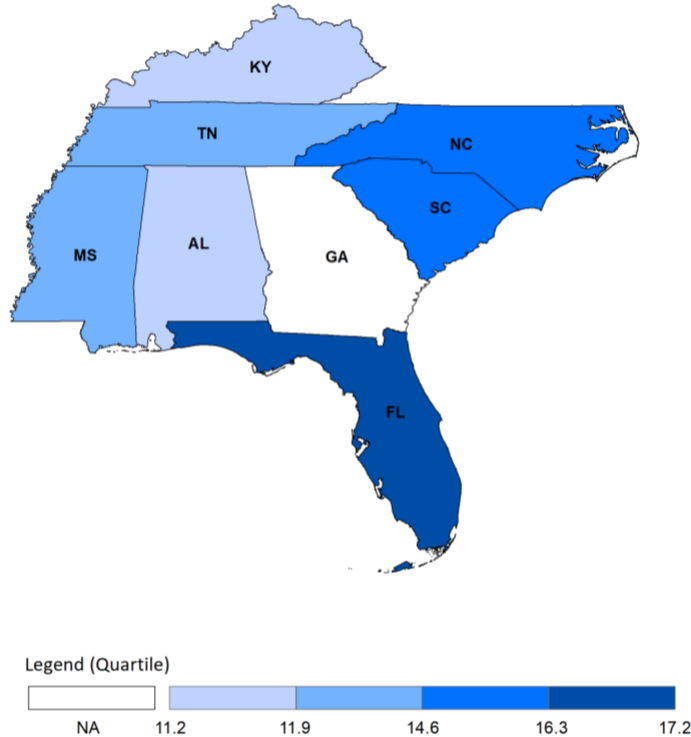 KY
TN
NC
SC
MS
AL
GA
FL
Legend (Quartile)
NA 11.2 11.9 14.6 16.3 17.2